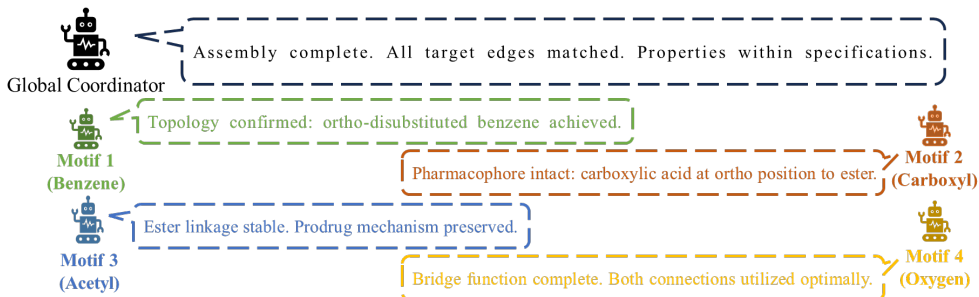 Assembly complete. All target edges matched. Properties within specifications.
Global Coordinator
Topology confirmed: ortho-disubstituted benzene achieved.
Motif 1
(Benzene)
Motif 2
(Carboxyl)
Pharmacophore intact: carboxylic acid at ortho position to ester.
Ester linkage stable. Prodrug mechanism preserved.
Motif 3
(Acetyl)
Motif 4
(Oxygen)
Bridge function complete. Both connections utilized optimally.